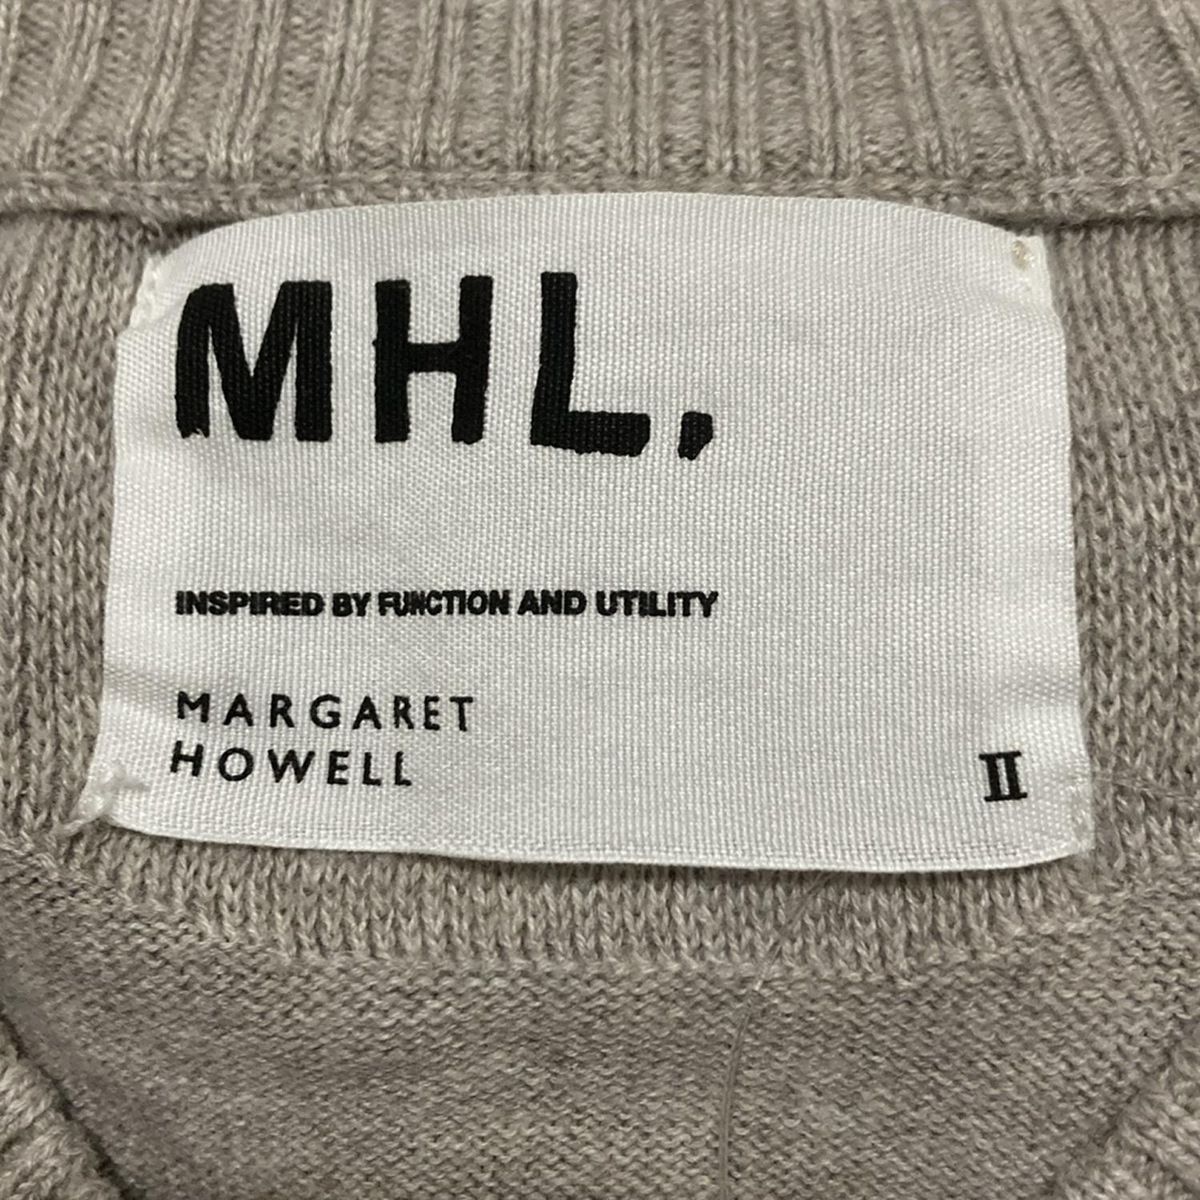 MHL.
INSPIRED BY FUNCTION AND UTILITY
MARGARET
HOWELL
II